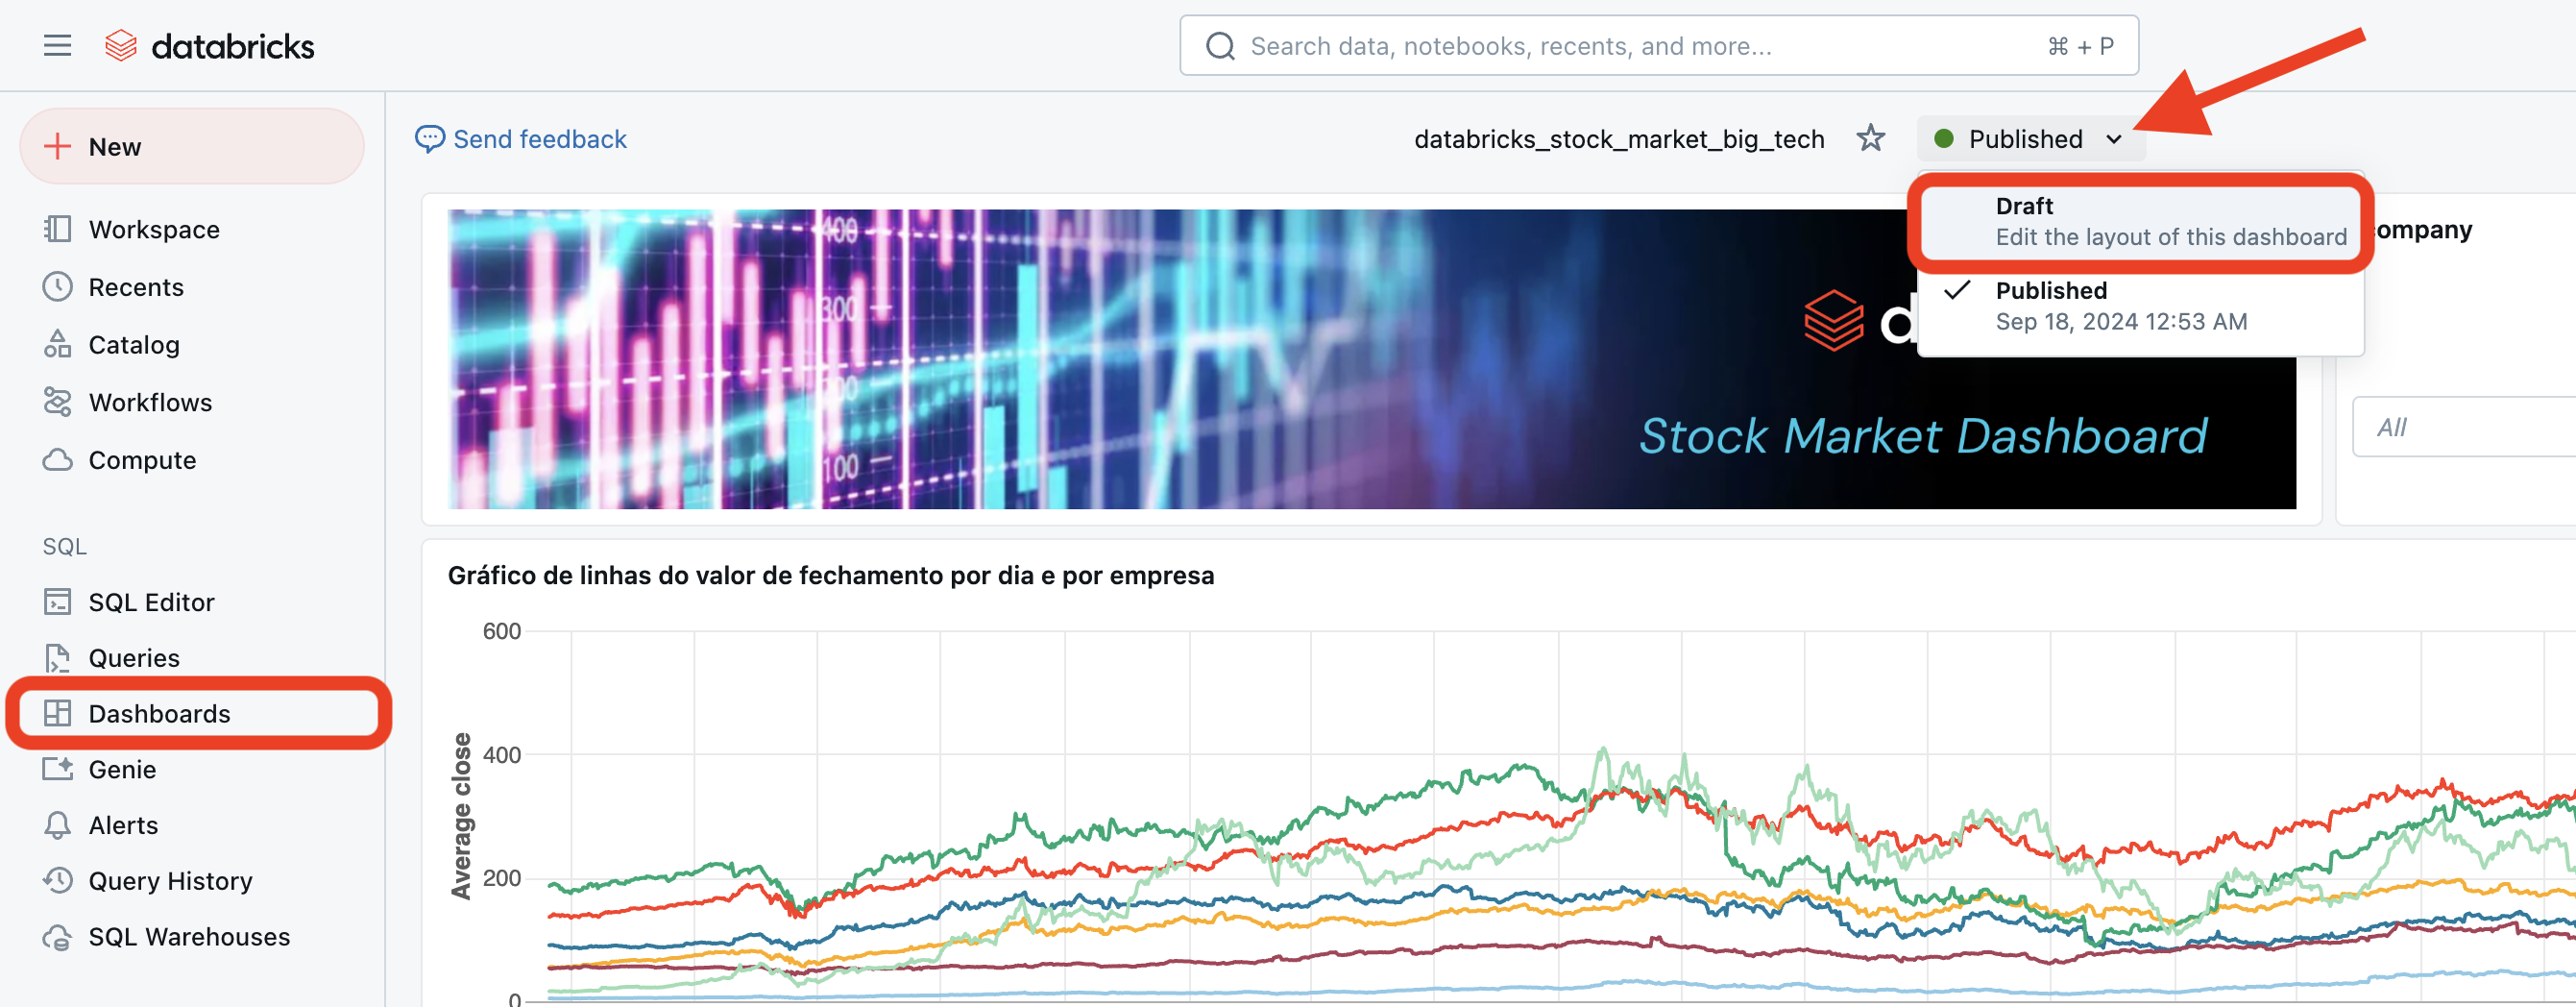 databricks
Search data, notebooks, recents, and more...
⌘ + P
New
Workspace
Recents
Catalog
Workflows
Compute
SQL
SQL Editor
Queries
Dashboards
Genie
Alerts
Query History
SQL Warehouses
Send feedback
databricks_stock_market_big_tech
Published
Draft
Edit the layout of this dashboard
Published
Sep 18, 2024 12:53 AM
400
300
200
100
d
Stock Market Dashboard
ompany
All
Gráfico de linhas do valor de fechamento por dia e por empresa
Average close
600
400
200
0